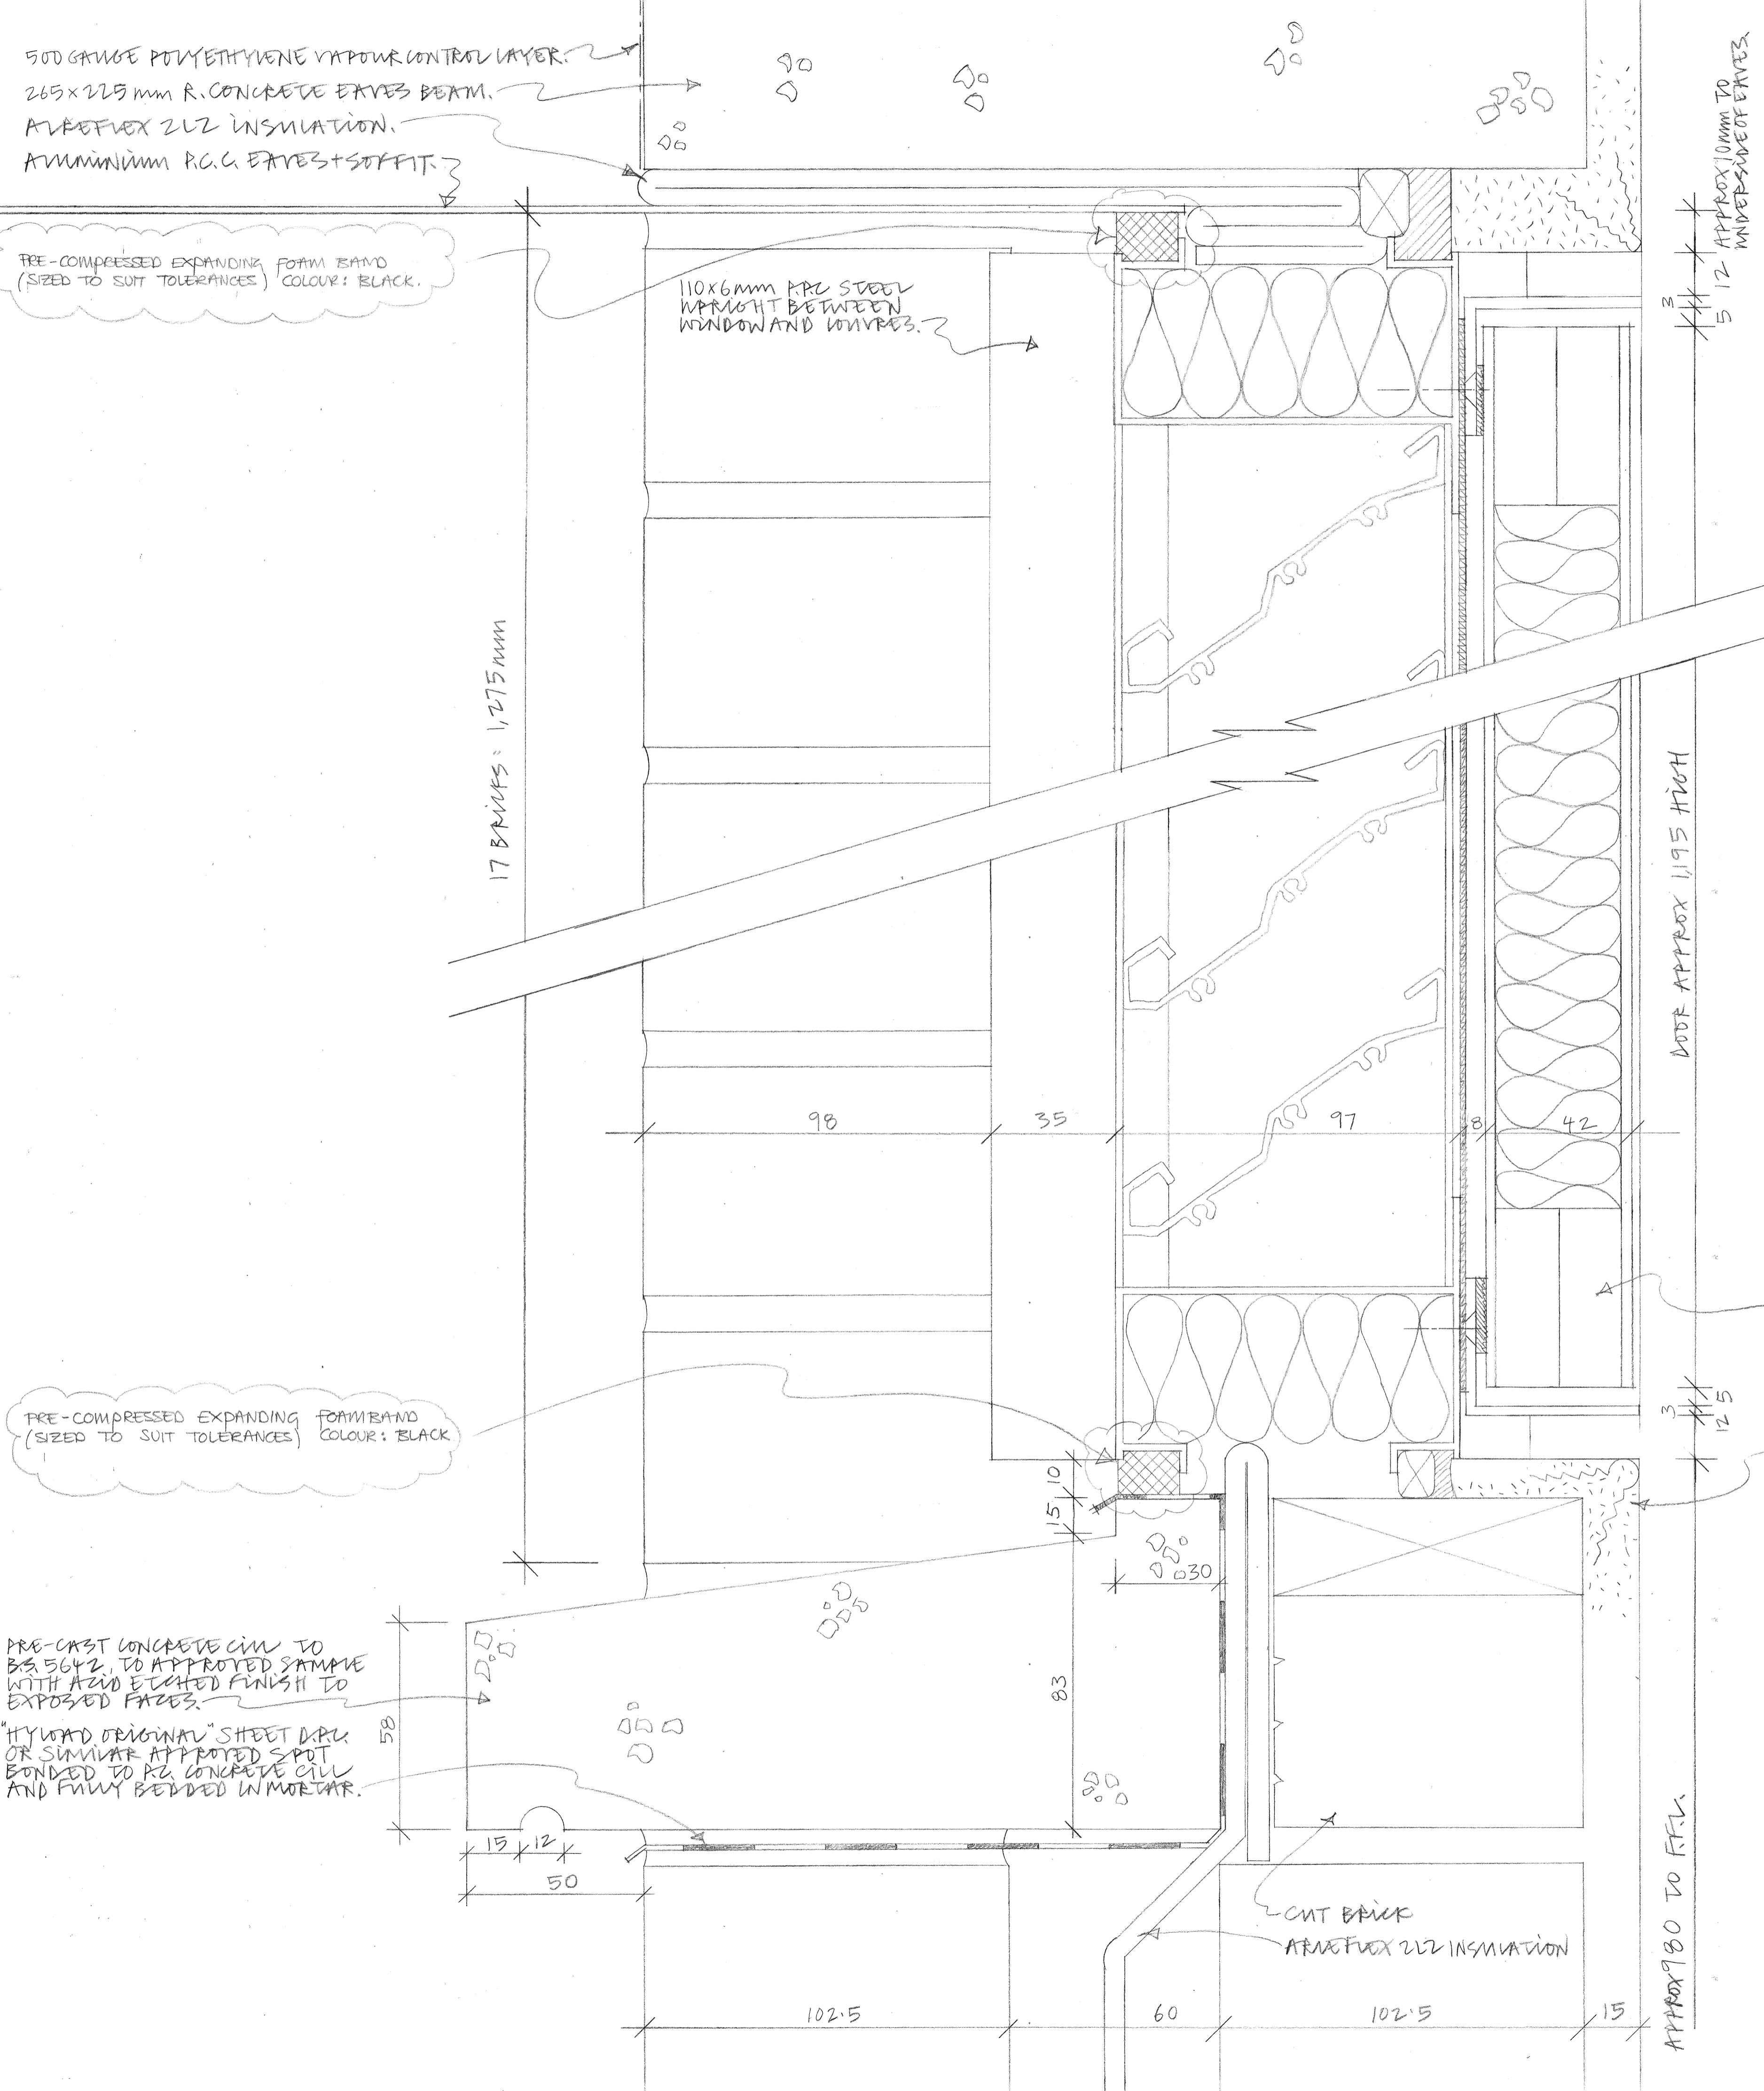 500 GAUGE POLYETHYLENE VAPOUR CONTROL LAYER.
265x225mm R. CONCRETE EAVES BEAM.
ALREFLEX 2L2 INSULATION.
ALUMINIUM P.C.C. EAVES + SOFFIT.
PRE-COMPRESSED EXPANDING FOAM BAND
(SIZED TO SUIT TOLERANCES) COLOUR: BLACK.
110x6mm P.P.C STEEL
UPRIGHT BETWEEN
WINDOW AND LOUVRES.
12 APPROX 10mm TO
UNDERSIDE OF EAVES.
3
5
17 BRICKS = 1,275mm
DOOR APPROX 1,195 HIGH
98
35
97
8
42
PRE-COMPRESSED EXPANDING FOAM BAND
(SIZED TO SUIT TOLERANCES) COLOUR: BLACK
3
12 5
10
15
30
83
58
PRE-CAST CONCRETE CILL TO
B.S. 5642, TO APPROVED SAMPLE
WITH ACID ETCHED FINISH TO
EXPOSED FACES.
"HYLOAD ORIGINAL" SHEET D.P.C.
OR SIMILAR APPROVED SPOT
BONDED TO P.C. CONCRETE CILL
AND FULLY BEDDED IN MORTAR.
15
12
50
CUT BRICK
ALREFLEX 2L2 INSULATION
APPROX 980 TO F.F.L.
102.5
60
102.5
15